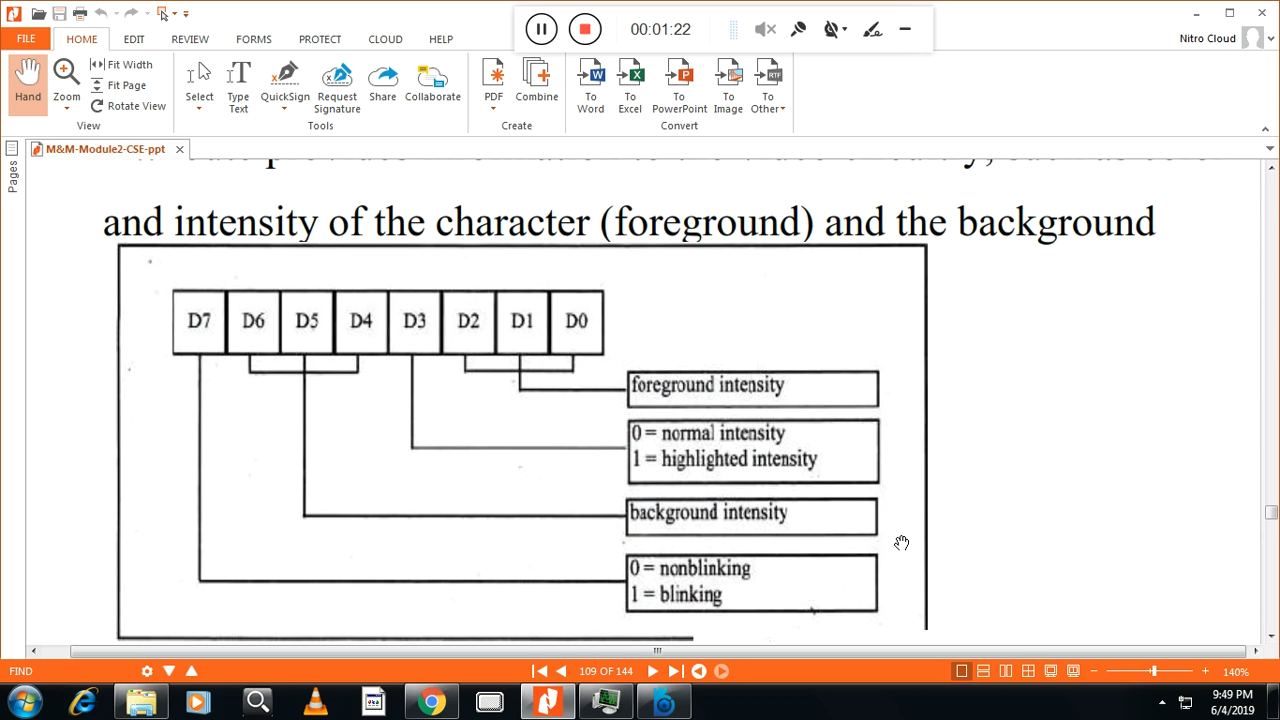 00:01:22
Nitro Cloud
FILE HOME EDIT REVIEW FORMS PROTECT CLOUD HELP
Hand
Zoom
Fit Width
Fit Page
Rotate View
Select
Type Text
QuickSign
Request Signature
Share
Collaborate
PDF
Combine
To Word
To Excel
To PowerPoint
To Image
To Other
View Tools Create Convert
Pages
M&M-Module2-CSE-ppt
and intensity of the character (foreground) and the background
D7 D6 D5 D4 D3 D2 D1 D0
foreground intensity
0 = normal intensity
1 = highlighted intensity
background intensity
0 = nonblinking
1 = blinking
FIND
109 OF 144
140%
9:49 PM
6/4/2019